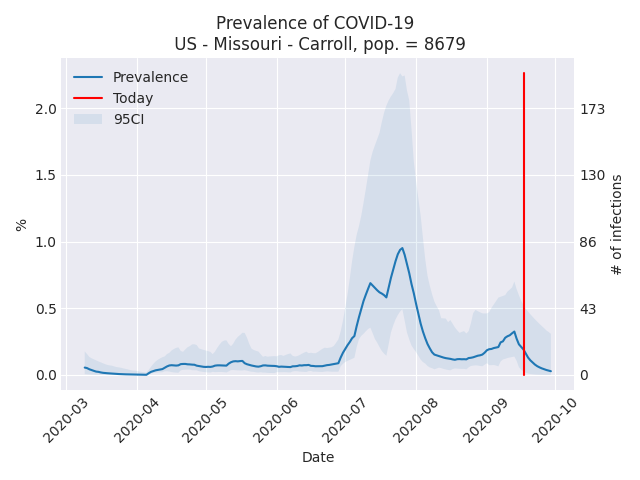 Prevalence of COVID-19
US - Missouri - Carroll, pop. = 8679
Prevalence
Today
95CI
2.0
1.5
1.0
0.5
0.0
%
173
130
86
43
0
# of infections
2020-03
2020-04
2020-05
2020-06
2020-07
2020-08
2020-09
2020-10
Date